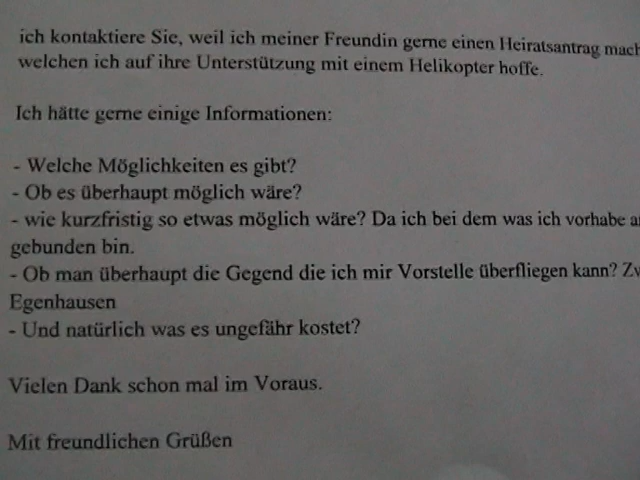 ich kontaktiere Sie, weil ich meiner Freundin gerne einen Heiratsantrag mach
welchen ich auf ihre Unterstützung mit einem Helikopter hoffe.
Ich hätte gerne einige Informationen:
- Welche Möglichkeiten es gibt?
- Ob es überhaupt möglich wäre?
- wie kurzfristig so etwas möglich wäre? Da ich bei dem was ich vorhabe
gebunden bin.
- Ob man überhaupt die Gegend die ich mir Vorstelle überfliegen kann?
Egenhausen
- Und natürlich was es ungefähr kostet?
Vielen Dank schon mal im Voraus.
Mit freundlichen Grüßen